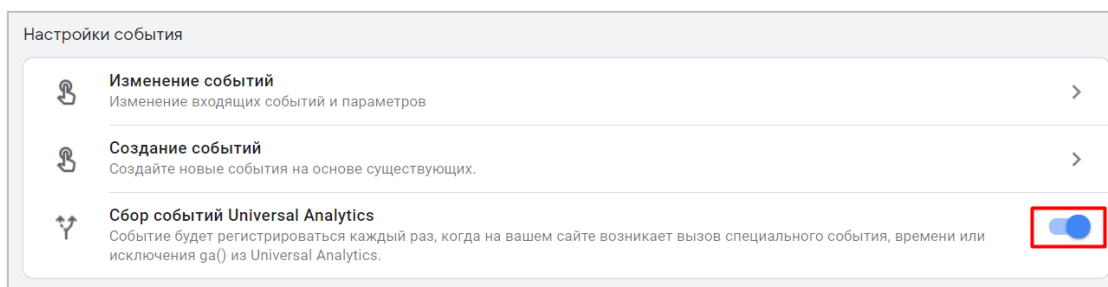 Настройки события
Изменение событий
Изменение входящих событий и параметров
Создание событий
Создайте новые события на основе существующих.
Сбор событий Universal Analytics
Событие будет регистрироваться каждый раз, когда на вашем сайте возникает вызов специального события, времени или
исключения ga() из Universal Analytics.